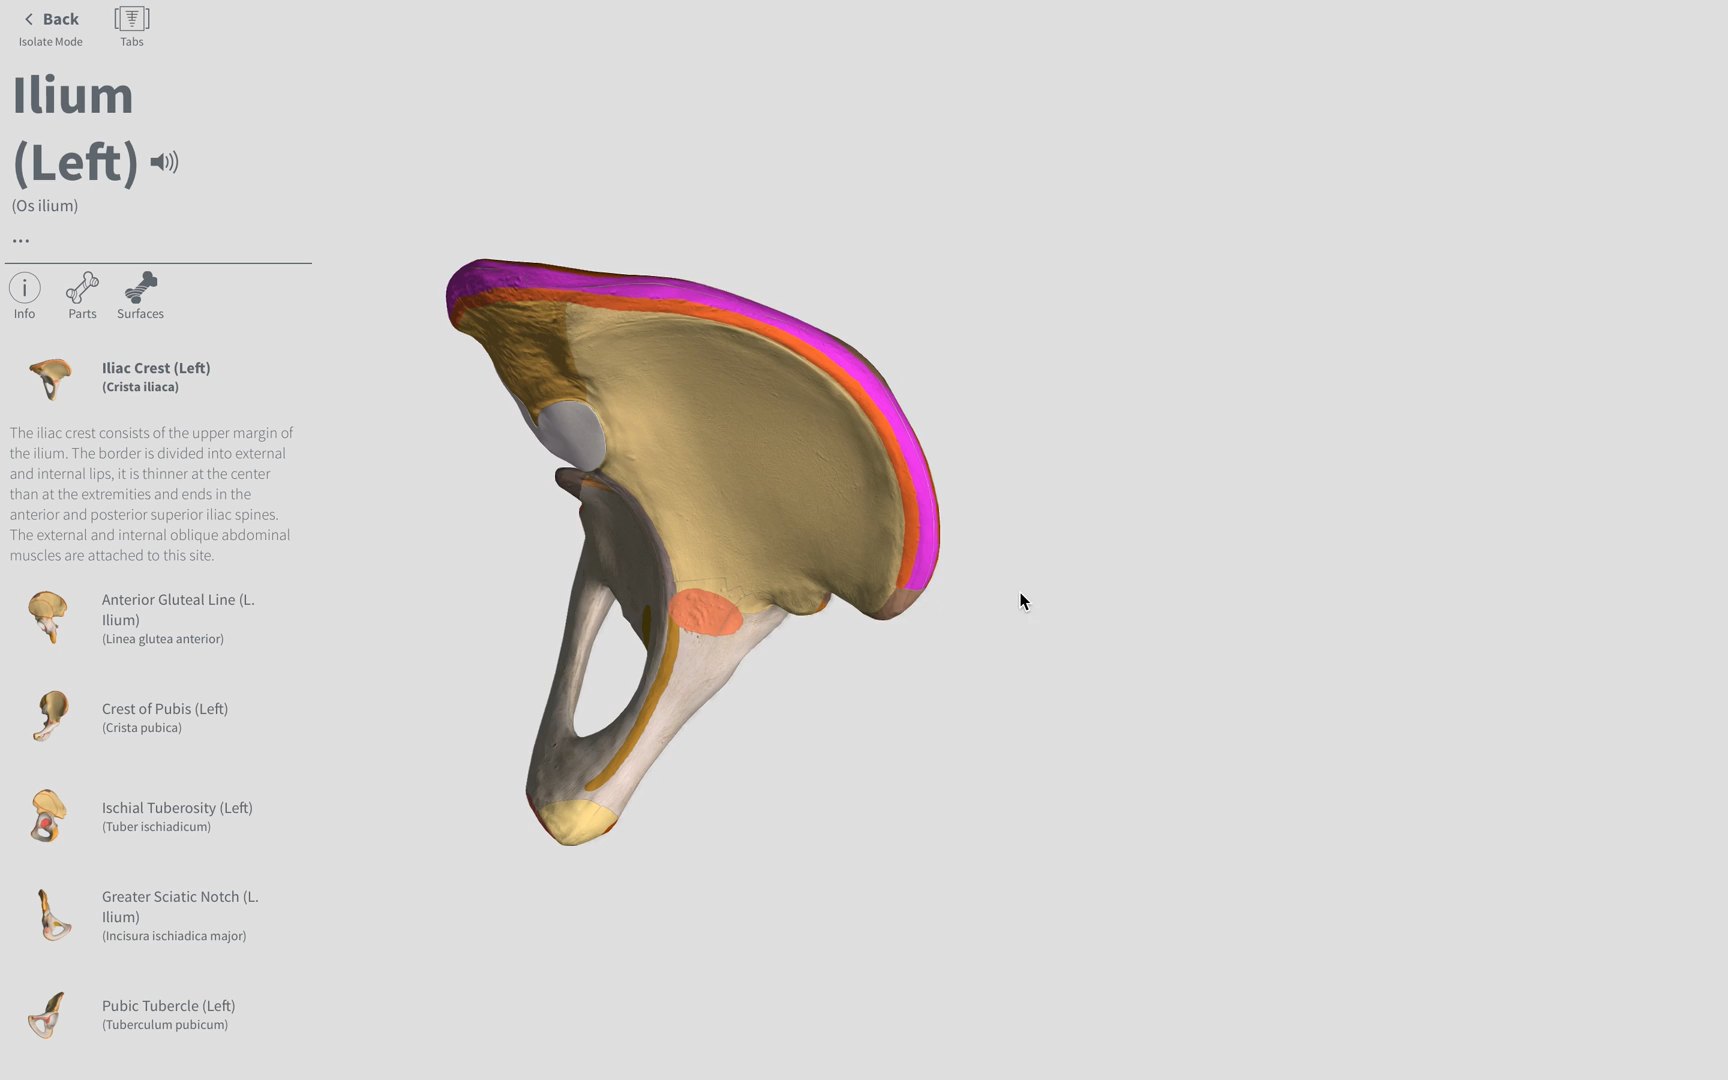 Back
Isolate Mode
Tabs
Ilium
(Left)
(Os ilium)
...
Info
Parts
Surfaces
Iliac Crest (Left)
(Crista iliaca)
The iliac crest consists of the upper margin of
the ilium. The border is divided into external
and internal lips, it is thinner at the center
than at the extremities and ends in the
anterior and posterior superior iliac spines.
The external and internal oblique abdominal
muscles are attached to this site.
Anterior Gluteal Line (L.
Ilium)
(Linea glutea anterior)
Crest of Pubis (Left)
(Crista pubica)
Ischial Tuberosity (Left)
(Tuber ischiadicum)
Greater Sciatic Notch (L.
Ilium)
(Incisura ischiadica major)
Pubic Tubercle (Left)
(Tuberculum pubicum)